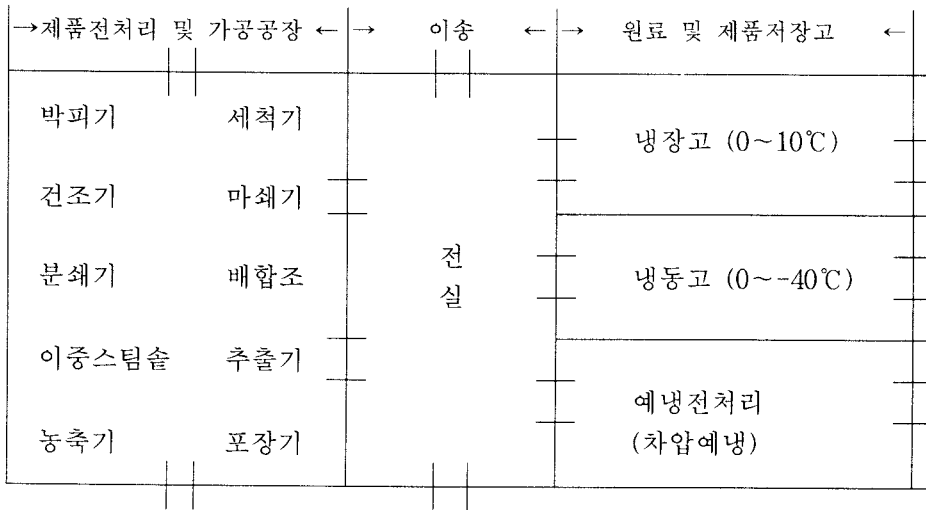 →제품전처리 및 가공공장←
→ 이송 ←
→ 원료 및 제품저장고 ←
박피기 세척기
건조기 마쇄기
분쇄기 배합조
이중스팀솥 추출기
농축기 포장기
전
실
냉장고 (0~10℃)
냉동고 (0~-40℃)
예냉전처리
(차압예냉)